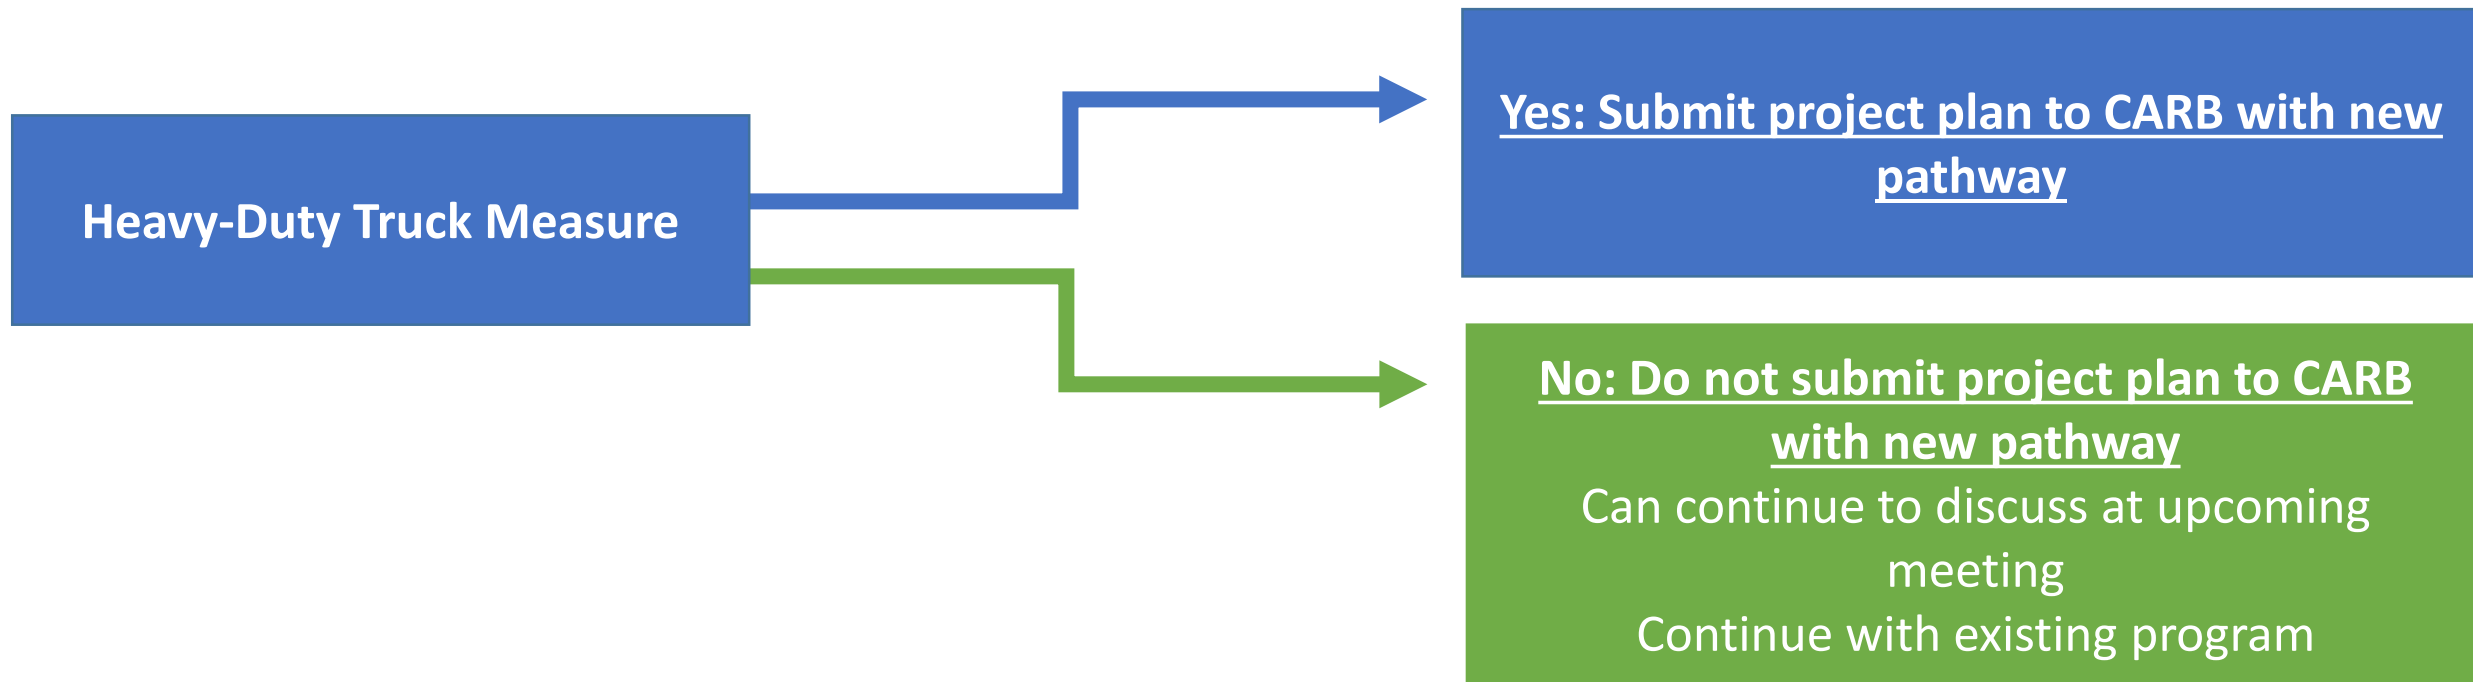 Heavy-Duty Truck Measure
Yes: Submit project plan to CARB with new
pathway
No: Do not submit project plan to CARB
with new pathway
Can continue to discuss at upcoming
meeting
Continue with existing program